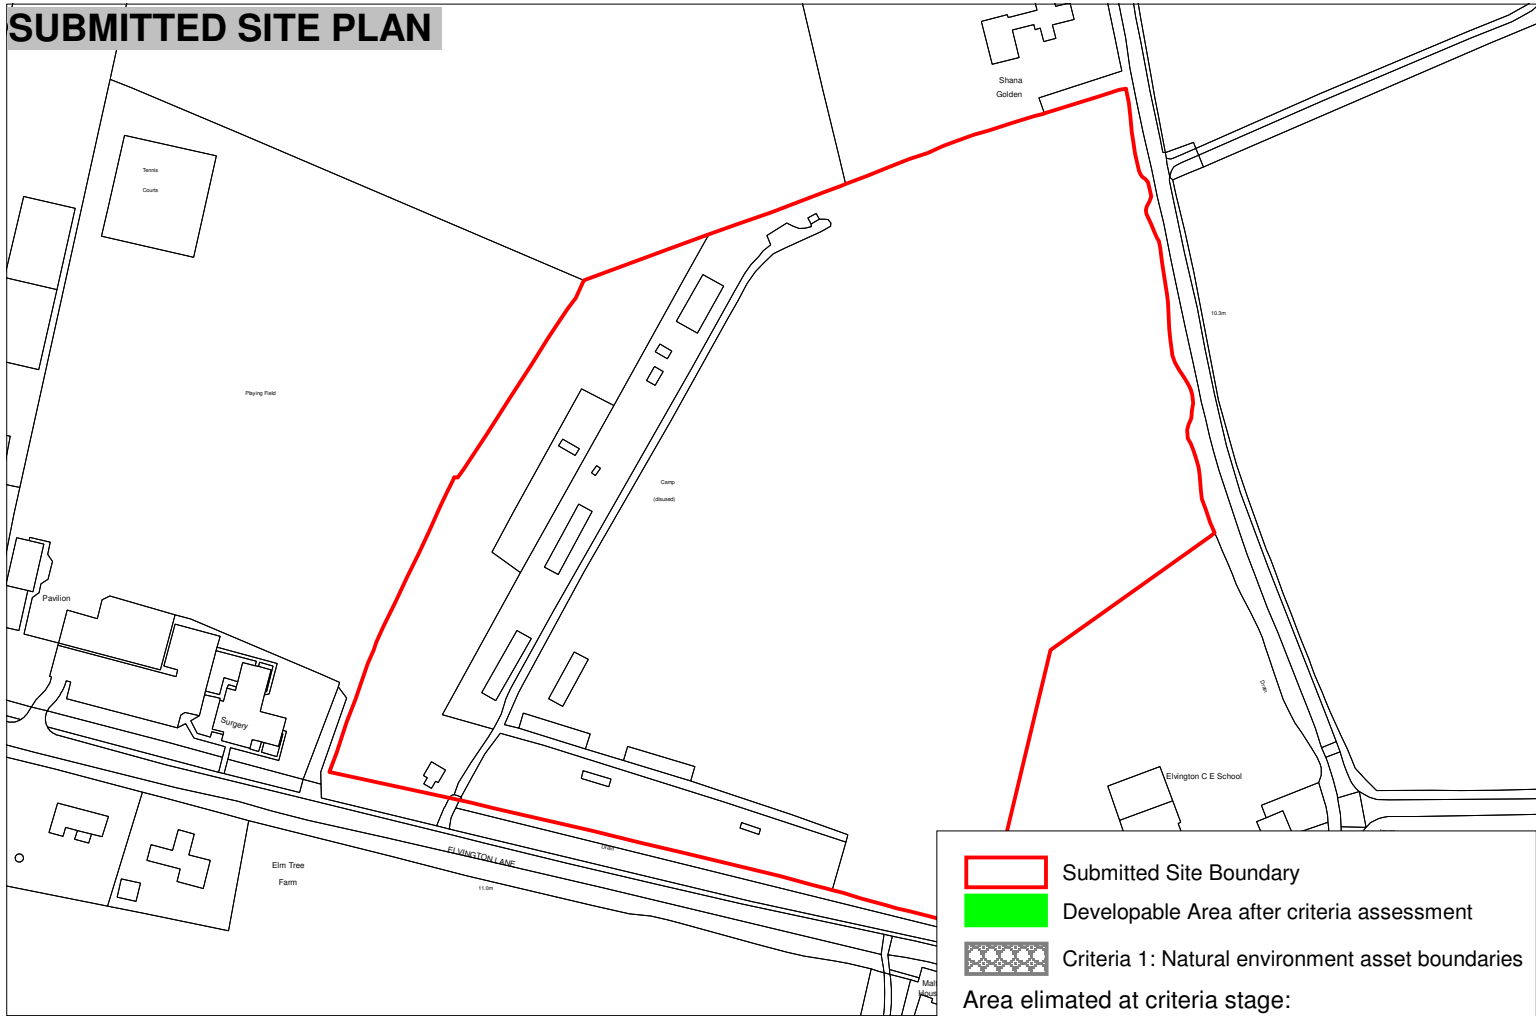 SUBMITTED SITE PLAN
Shana
Golden
Tennis
Courts
10.3m
Playing Field
Camp
(disused)
Pavilion
Surgery
Drain
Elvington C E School
Elm Tree
Farm
ELVINGTON LANE
Drain
11.0m
Submitted Site Boundary
Developable Area after criteria assessment
Criteria 1: Natural environment asset boundaries
Area elimated at criteria stage: